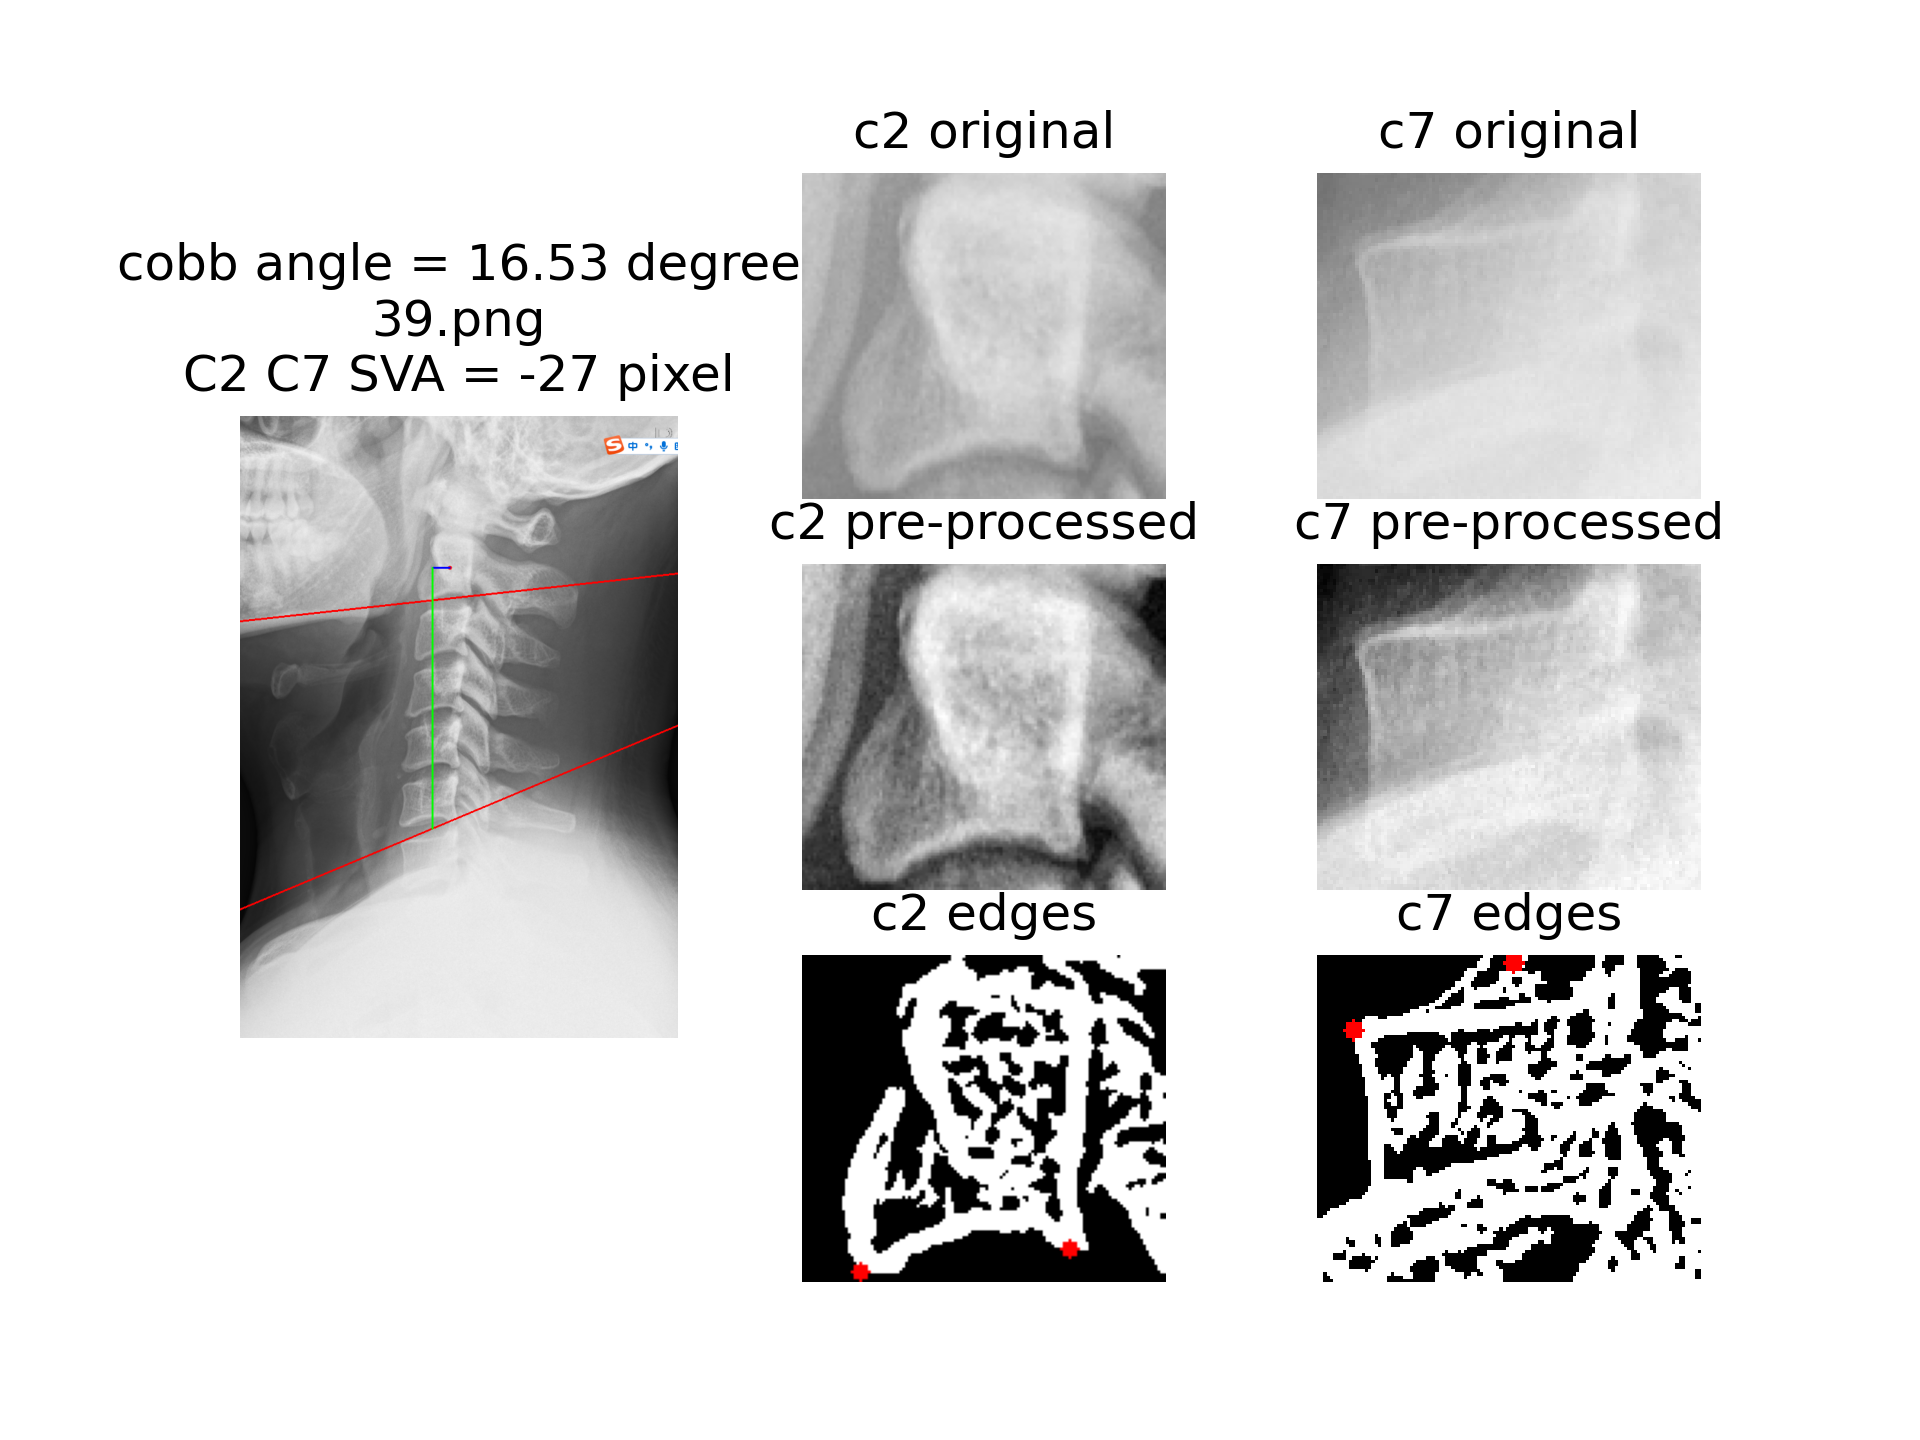 cobb angle = 16.53 degree
39.png
C2 C7 SVA = -27 pixel
S 中
c2 original
c7 original
c2 pre-processed
c7 pre-processed
c2 edges
c7 edges